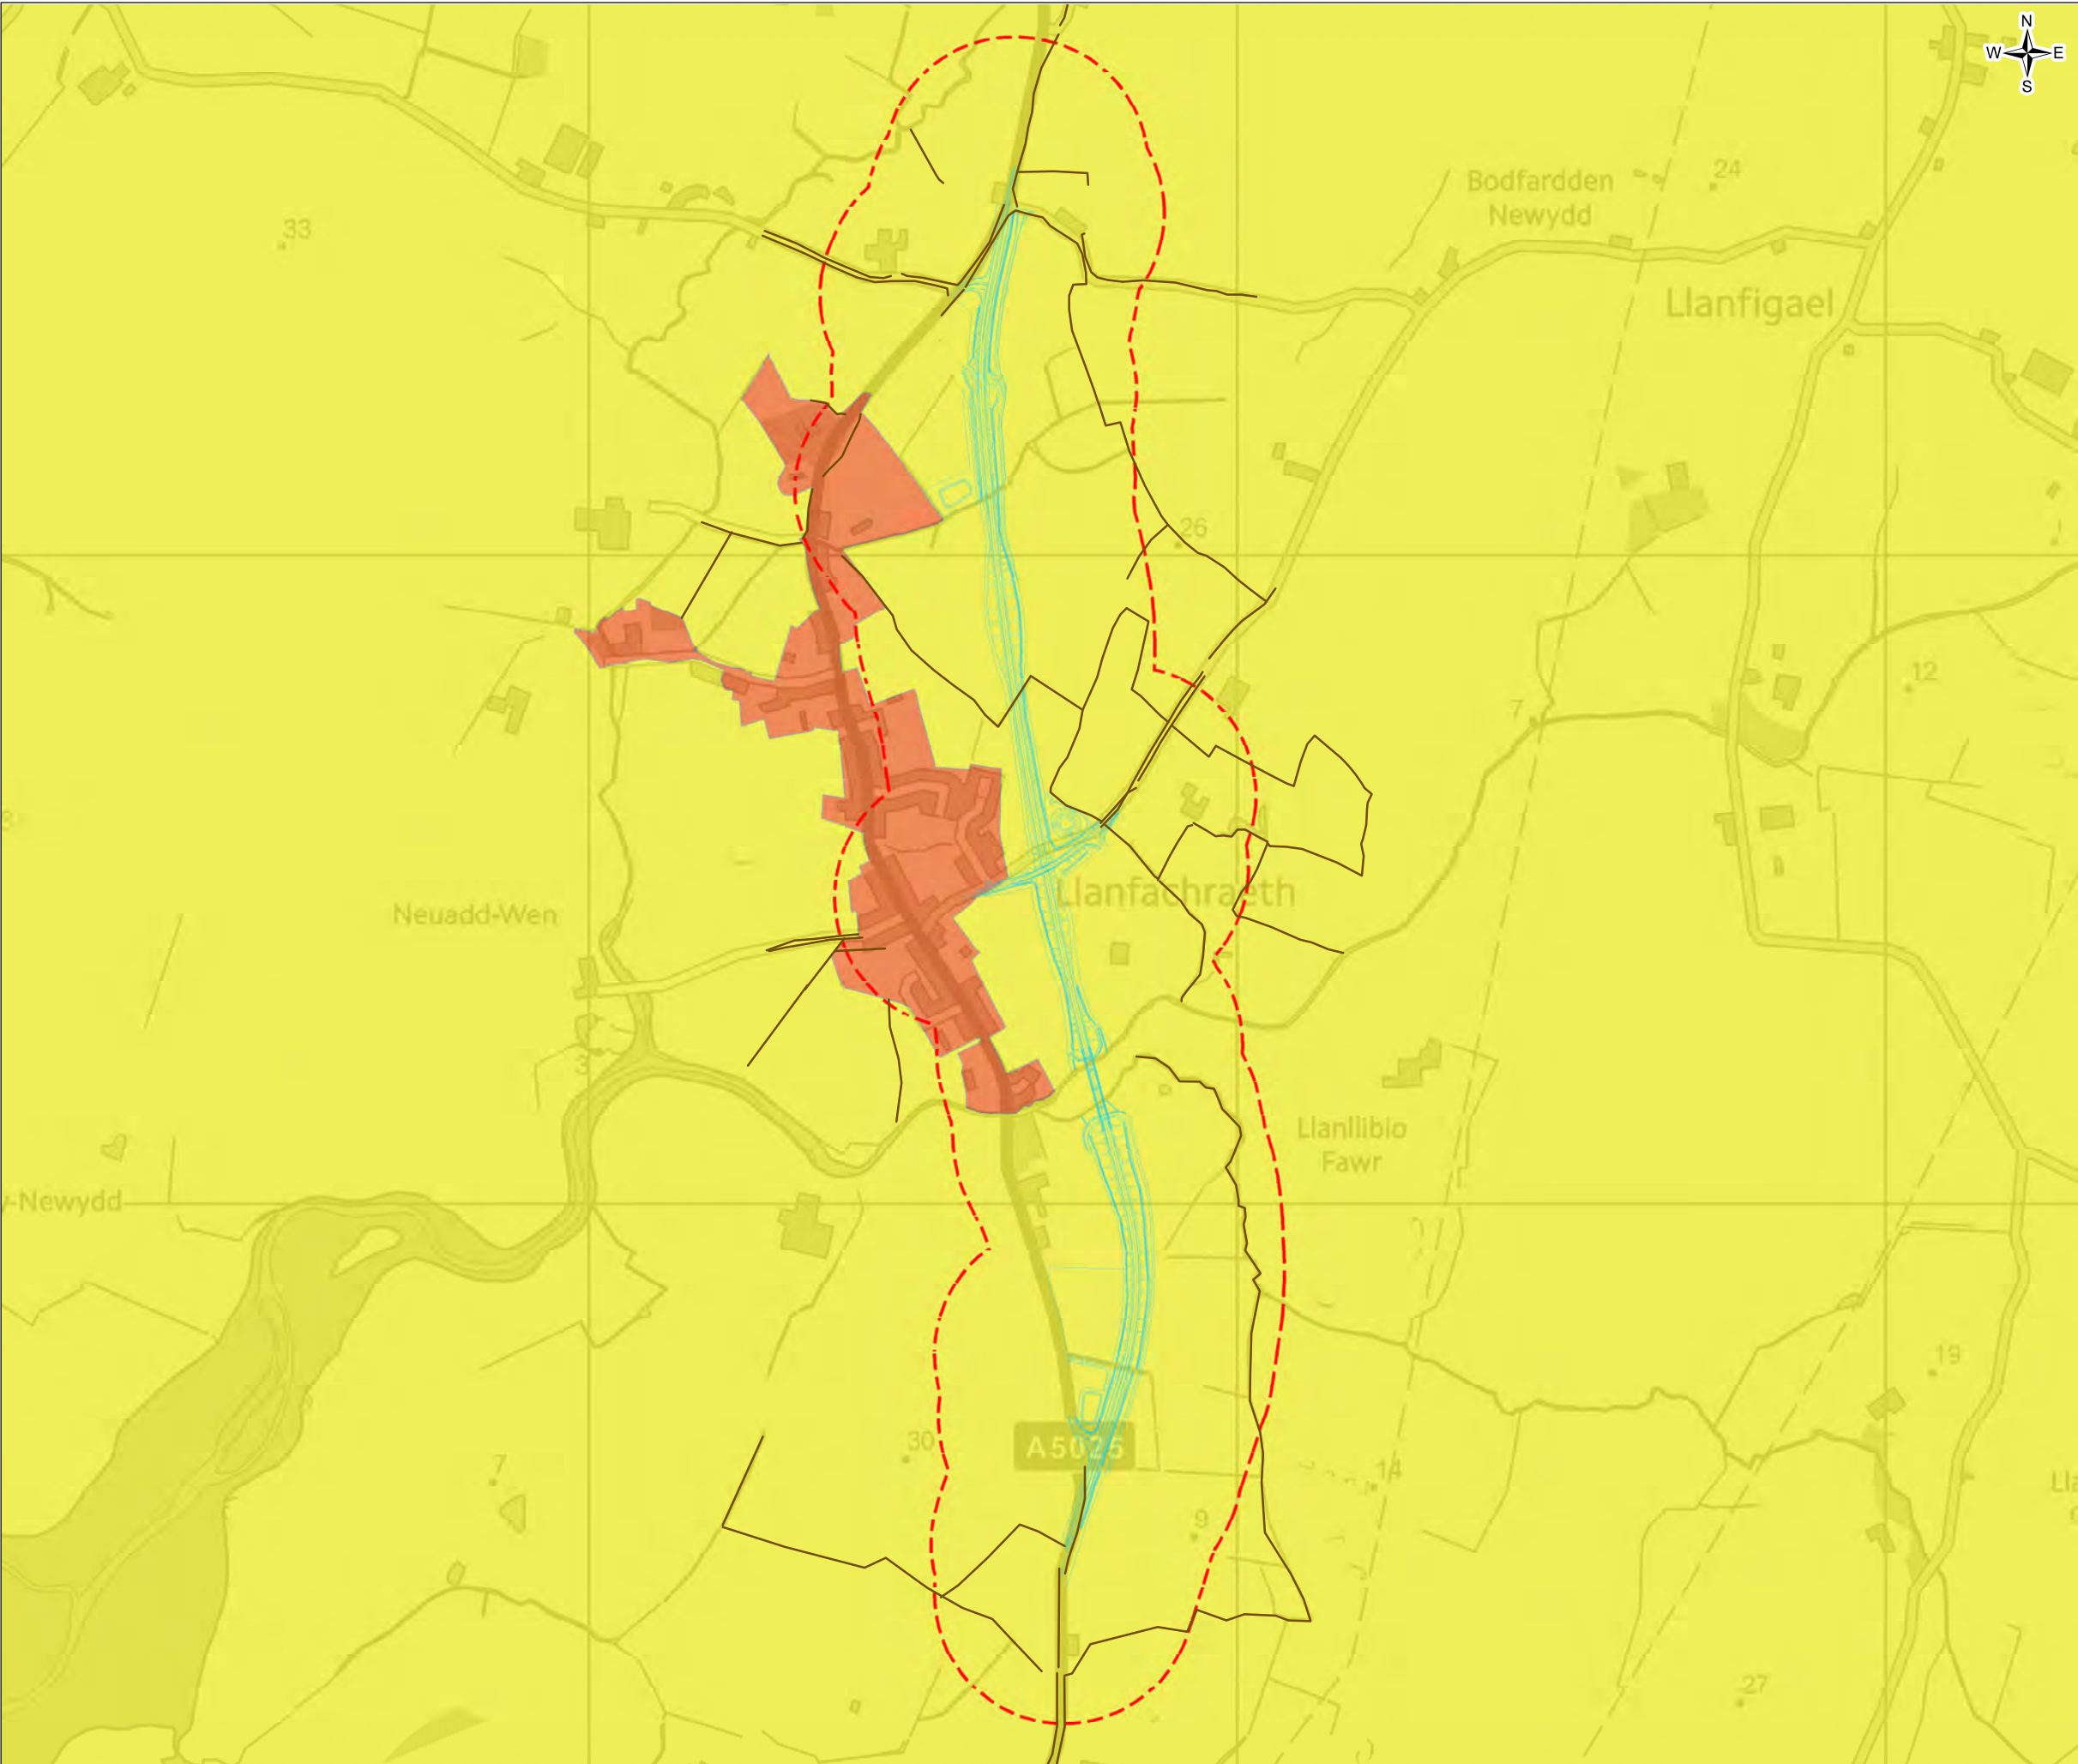 N
W E
S
24
Bodfardden
Newydd
33
Llanfigael
26
12
7
Llanfachraeth
Neuadd-Wen
3
Llanllibio
Fawr
-Newydd
19
30
A5025
7
14
9
27